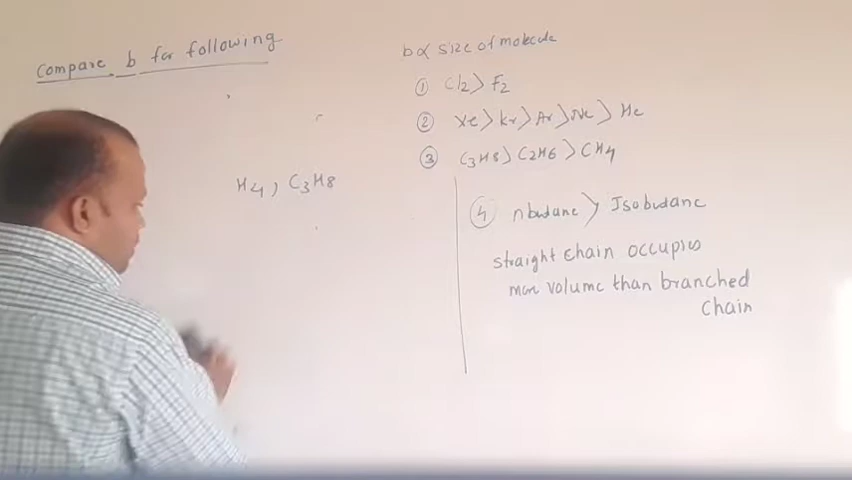 Compare b for following
H4, C3H8
b∝ size of molecule
① Cl2 > F2
② Xe > Kr > Ar > Ne > He
③ C3H8 > C2H6 > CH4
④ nbutane > Isobutane
straight chain occupies
more volume than branched
chain